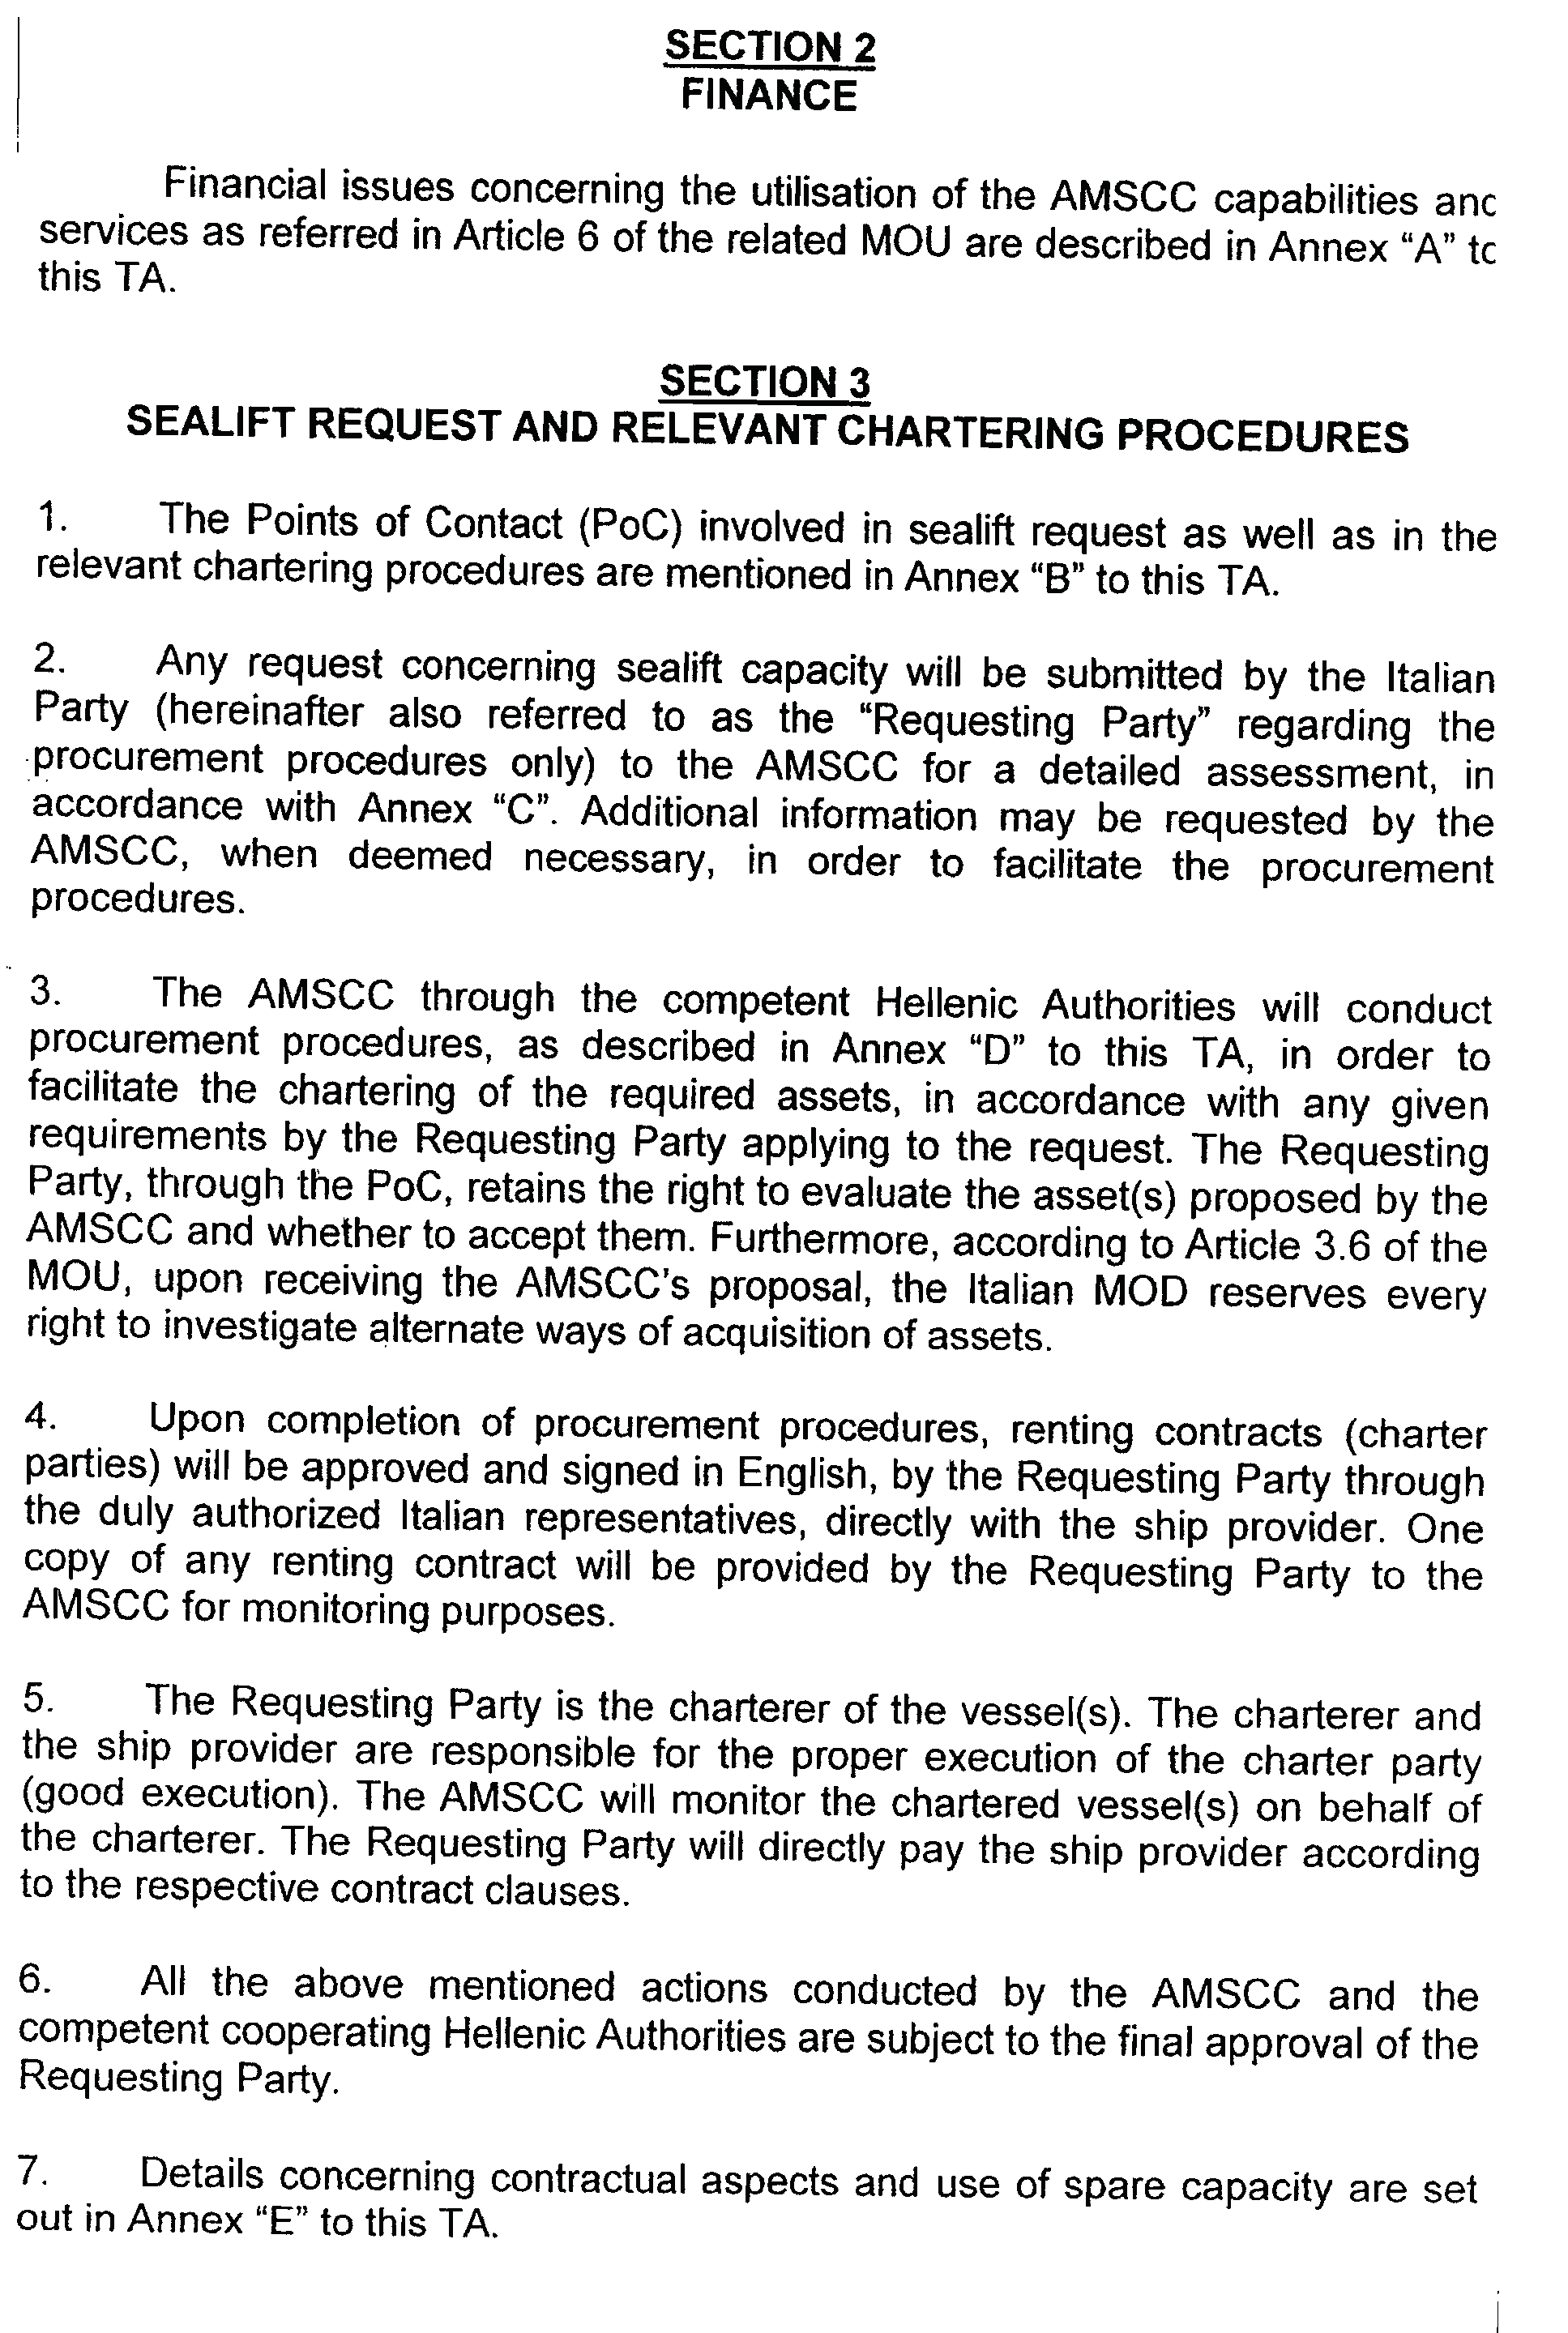 SECTION 2
FINANCE
Financial issues concerning the utilisation of the AMSCC capabilities anc
services as referred in Article 6 of the related MOU are described in Annex “A” tc
this TA.
SECTION 3
SEALIFT REQUEST AND RELEVANT CHARTERING PROCEDURES
1. The Points of Contact (PoC) involved in sealift request as well as in the
relevant chartering procedures are mentioned in Annex “B” to this TA.
2. Any request concerning sealift capacity will be submitted by the Italian
Party (hereinafter also referred to as the “Requesting Party” regarding the
procurement procedures only) to the AMSCC for a detailed assessment, in
accordance with Annex “C”. Additional information may be requested by the
AMSCC, when deemed necessary, in order to facilitate the procurement
procedures.
3. The AMSCC through the competent Hellenic Authorities will conduct
procurement procedures, as described in Annex “D” to this TA, in order to
facilitate the chartering of the required assets, in accordance with any given
requirements by the Requesting Party applying to the request. The Requesting
Party, through the PoC, retains the right to evaluate the asset(s) proposed by the
AMSCC and whether to accept them. Furthermore, according to Article 3.6 of the
MOU, upon receiving the AMSCC's proposal, the Italian MOD reserves every
right to investigate alternate ways of acquisition of assets.
4. Upon completion of procurement procedures, renting contracts (charter
parties) will be approved and signed in English, by the Requesting Party through
the duly authorized Italian representatives, directly with the ship provider. One
copy of any renting contract will be provided by the Requesting Party to the
AMSCC for monitoring purposes.
5. The Requesting Party is the charterer of the vessel(s). The charterer and
the ship provider are responsible for the proper execution of the charter party
(good execution). The AMSCC will monitor the chartered vessel(s) on behalf of
the charterer. The Requesting Party will directly pay the ship provider according
to the respective contract clauses.
6. All the above mentioned actions conducted by the AMSCC and the
competent cooperating Hellenic Authorities are subject to the final approval of the
Requesting Party.
7. Details concerning contractual aspects and use of spare capacity are set
out in Annex “E” to this TA.